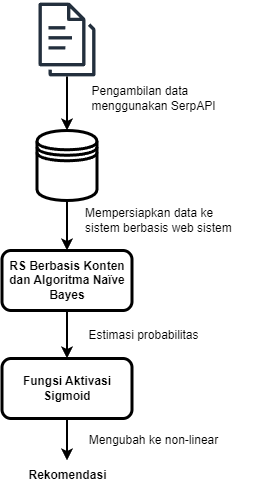 Pengambilan data
menggunakan SerpAPI
Mempersiapkan data ke
sistem berbasis web sistem
RS Berbasis Konten
dan Algoritma Naïve
Bayes
Estimasi probabilitas
Fungsi Aktivasi
Sigmoid
Mengubah ke non-linear
Rekomendasi